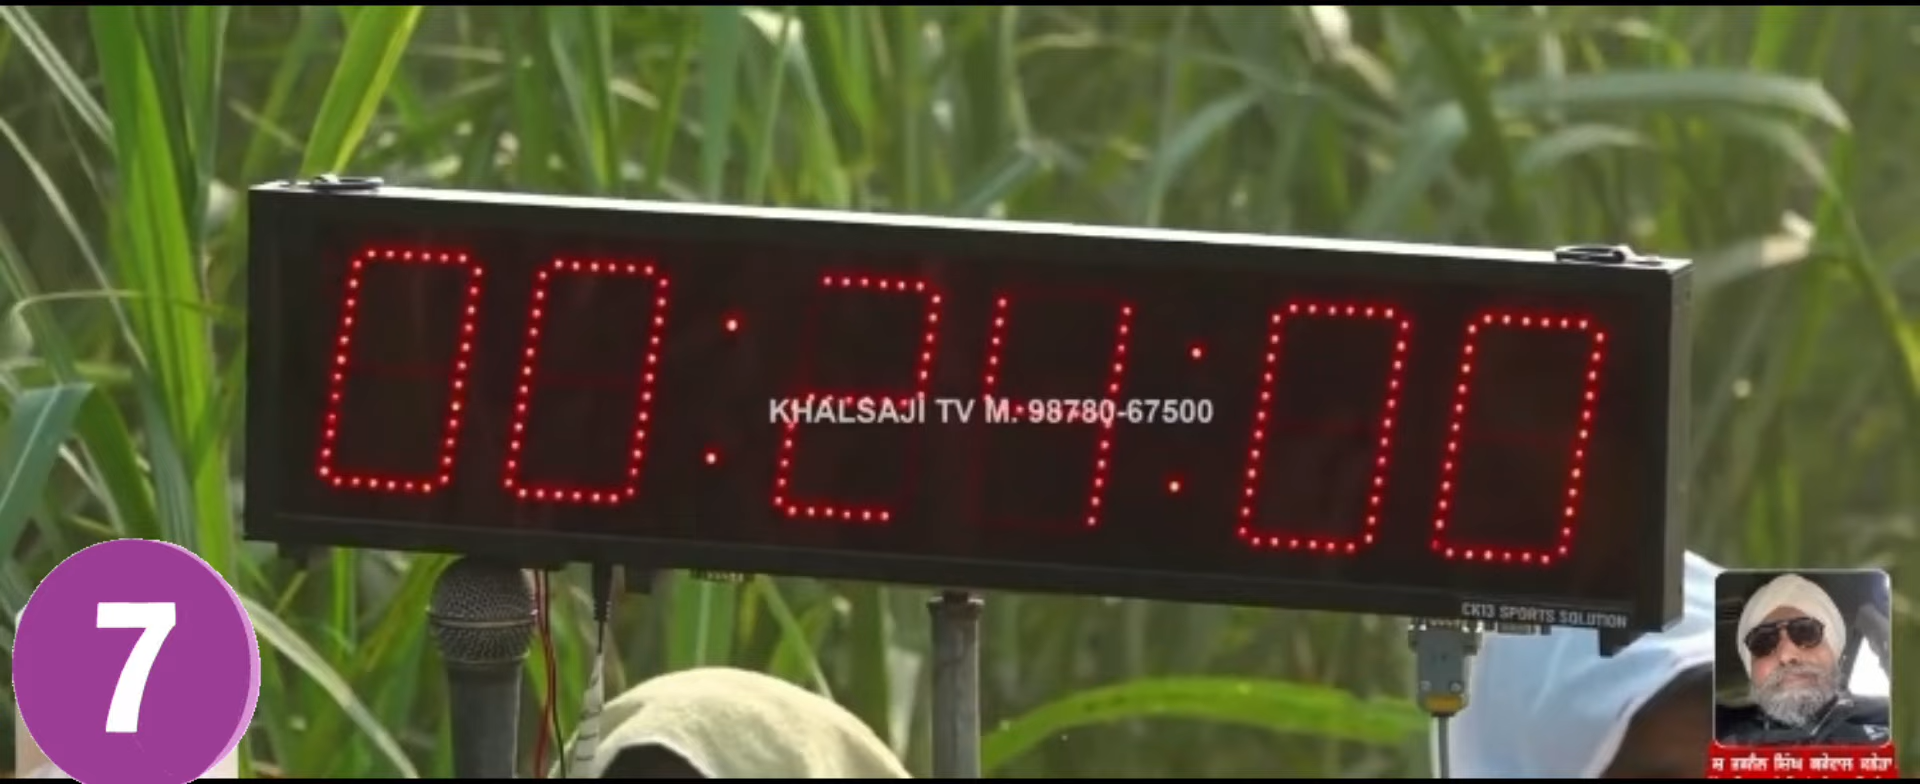 00:24:00
KHALSAJI TV M. 98780-67500
CK13 SPORTS SOLUTION
7
ਸਿੰਘ